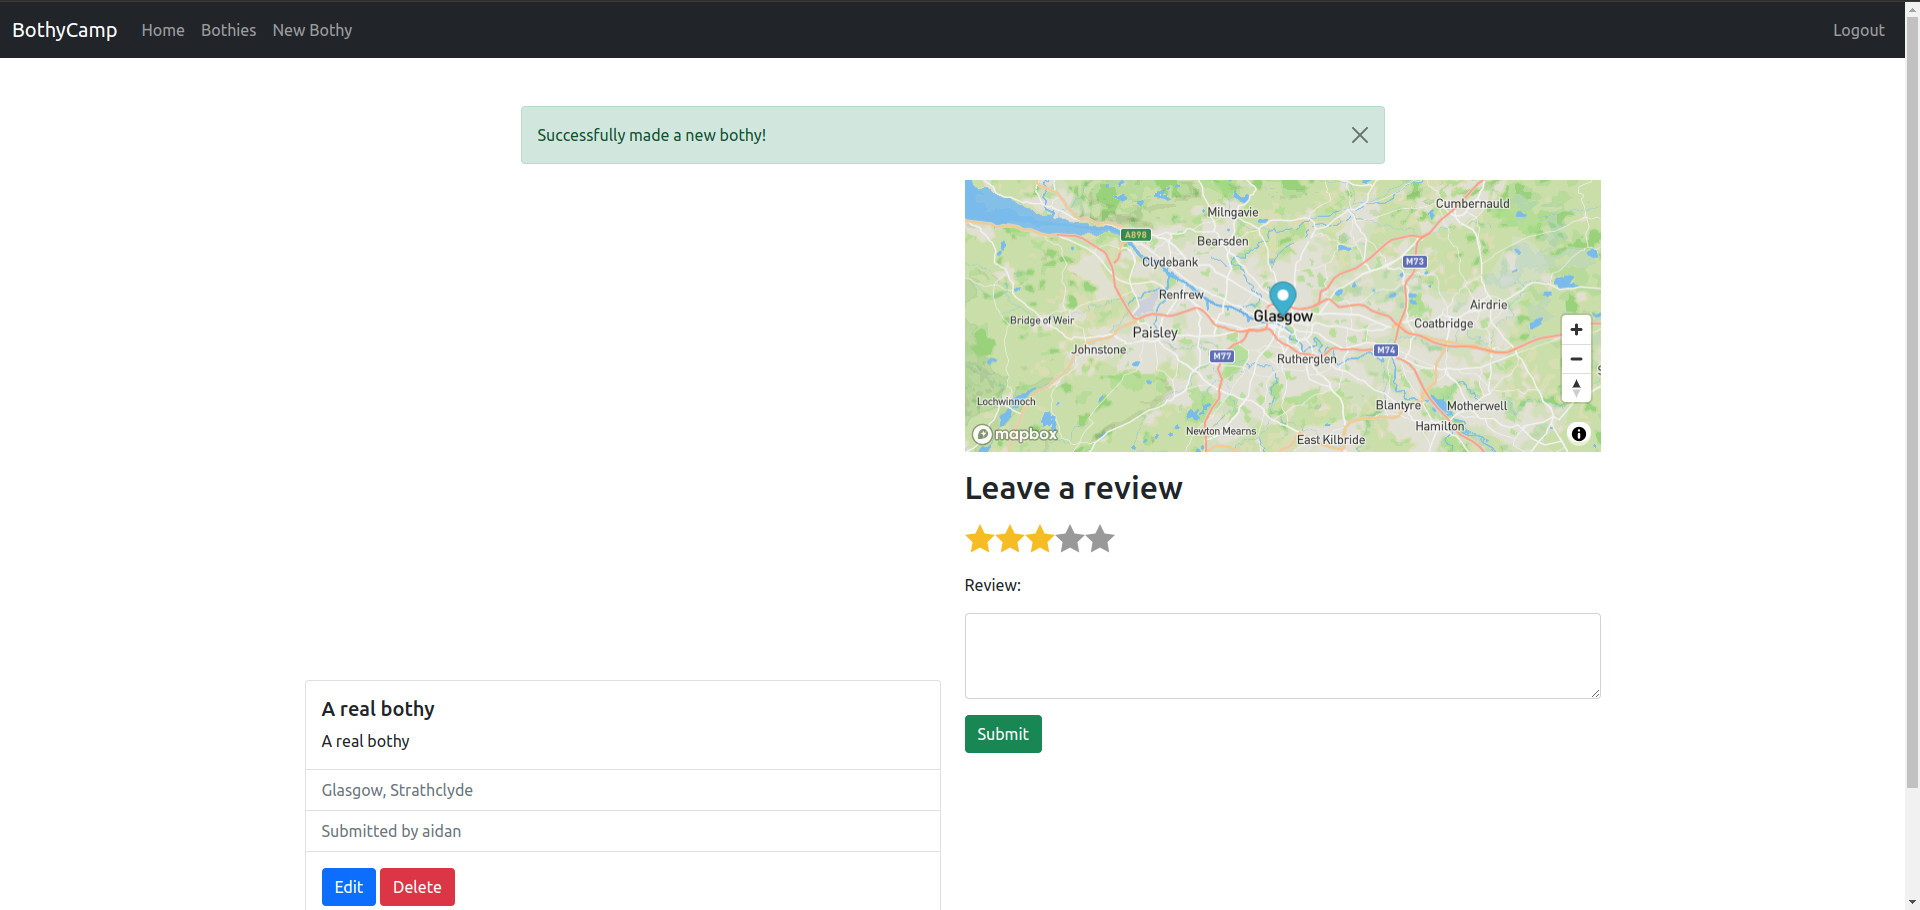 BothyCamp Home Bothies New Bothy Logout
Successfully made a new bothy!
Cumbernauld
Milngavie
A898
Bearsden
Clydebank
M73
Renfrew
Airdrie
Glasgow
Bridge of Weir
Coatbridge
Paisley
Johnstone
M77
M74
Rutherglen
Lochwinnoch
Blantyre
Motherwell
Hamilton
Newton Mearns
East Kilbride
mapbox
Leave a review
Review:
Submit
A real bothy
A real bothy
Glasgow, Strathclyde
Submitted by aidan
Edit Delete